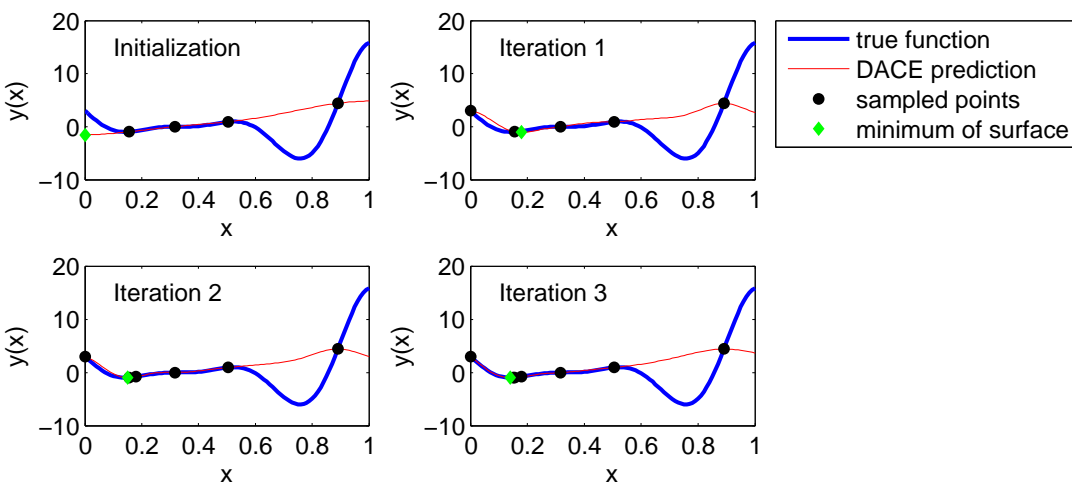 Initialization
y(x)
20
10
0
−10
0 0.2 0.4 0.6 0.8 1
x
Iteration 1
y(x)
20
10
0
−10
0 0.2 0.4 0.6 0.8 1
x
true function
DACE prediction
sampled points
minimum of surface
Iteration 2
y(x)
20
10
0
−10
0 0.2 0.4 0.6 0.8 1
x
Iteration 3
y(x)
20
10
0
−10
0 0.2 0.4 0.6 0.8 1
x